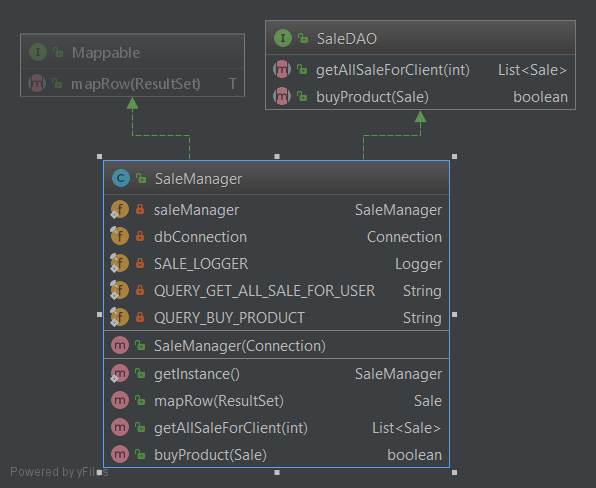 Mappable
mapRow(ResultSet) T
SaleDAO
getAllSaleForClient(int) List<Sale>
buyProduct(Sale) boolean
C SaleManager
f saleManager SaleManager
f dbConnection Connection
f SALE_LOGGER Logger
f QUERY_GET_ALL_SALE_FOR_USER String
f QUERY_BUY_PRODUCT String
m SaleManager(Connection)
m getInstance() SaleManager
m mapRow(ResultSet) Sale
m getAllSaleForClient(int) List<Sale>
m buyProduct(Sale) boolean
Powered by yFiles